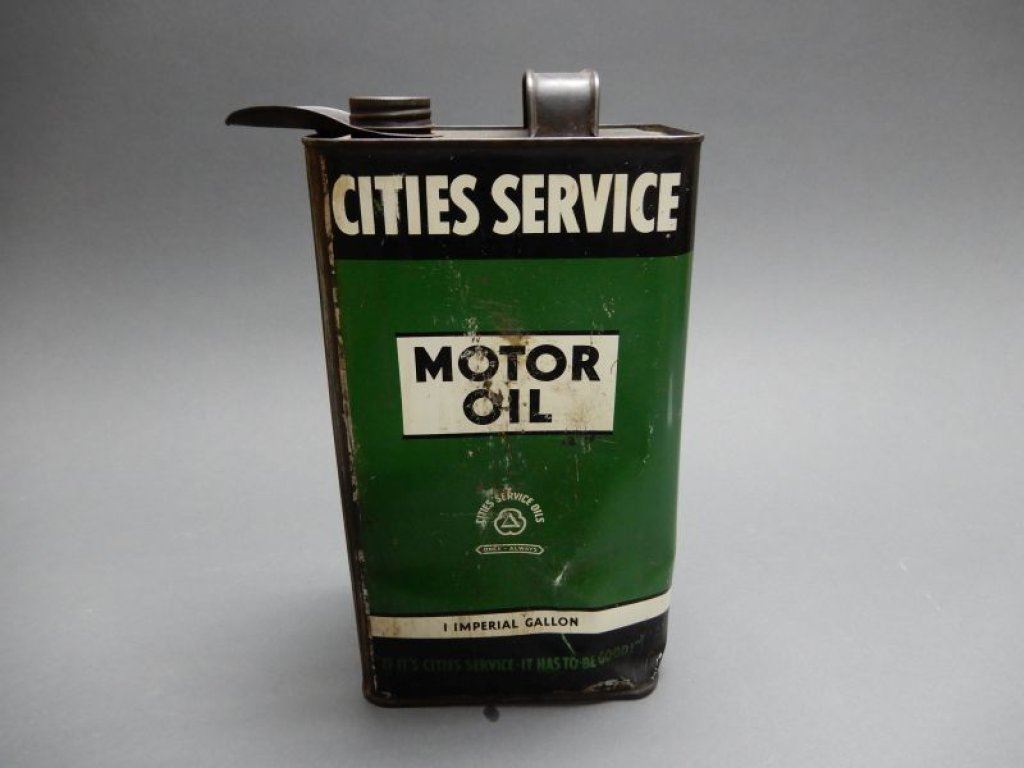 CITIES SERVICE
MOTOR
OIL
CITIES SERVICE OILS
ONCE - ALWAYS
1 IMPERIAL GALLON
IF IT'S CITIES SERVICE - IT HAS TO BE GOOD!"